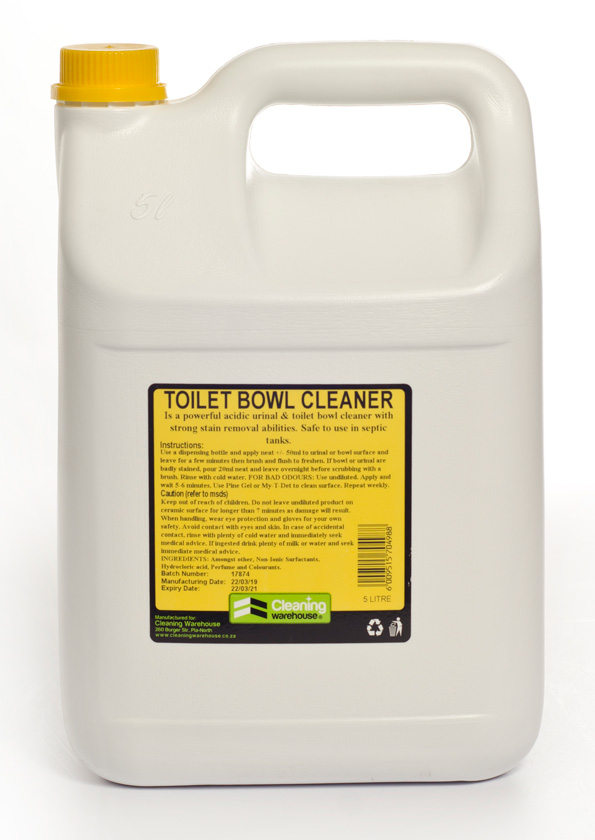 5l
TOILET BOWL CLEANER
Is a powerful acidic urinal & toilet bowl cleaner with
strong stain removal abilities. Safe to use in septic
tanks.
Instructions:
Use a dispensing bottle and apply neat +/- 50ml to urinal or bowl surface and
leave for a few minutes then brush and flush to freshen. If bowl or urinal are
badly stained, pour 20ml neat and leave overnight before scrubbing with a
brush. Rinse with cold water. FOR BAD ODOURS: Use undiluted. Apply and
wait 5-6 minutes. Use Pine Gel or My-T-Det to clean surface. Repeat weekly.
Caution (refer to msds)
Keep out of reach of children. Do not leave undiluted product on
ceramic surface for longer than 7 minutes as damage will result.
When handling, wear eye protection and gloves for your own
safety. Avoid contact with eyes and skin. In case of accidental
contact, rinse with plenty of cold water and immediately seek
medical advice. If ingested drink plenty of milk or water and seek
immediate medical advice.
INGREDIENTS: Amongst other, Non-Ionic Surfactants,
Hydrocloric acid, Perfume and Colourants.
Batch Number: 17874
Manufacturing Date: 22/03/19
Expiry Date: 22/03/21
6009515704988
5 LITRE
Cleaning
warehouse®
Manufactured for:
Cleaning Warehouse
260 Burger Str, Pta-North
www.cleaningwarehouse.co.za